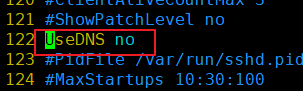 120 #ClientAliveCountMax 3
121 #ShowPatchLevel no
122 UseDNS no
123 #PidFile /var/run/sshd.pid
124 #MaxStartups 10:30:100